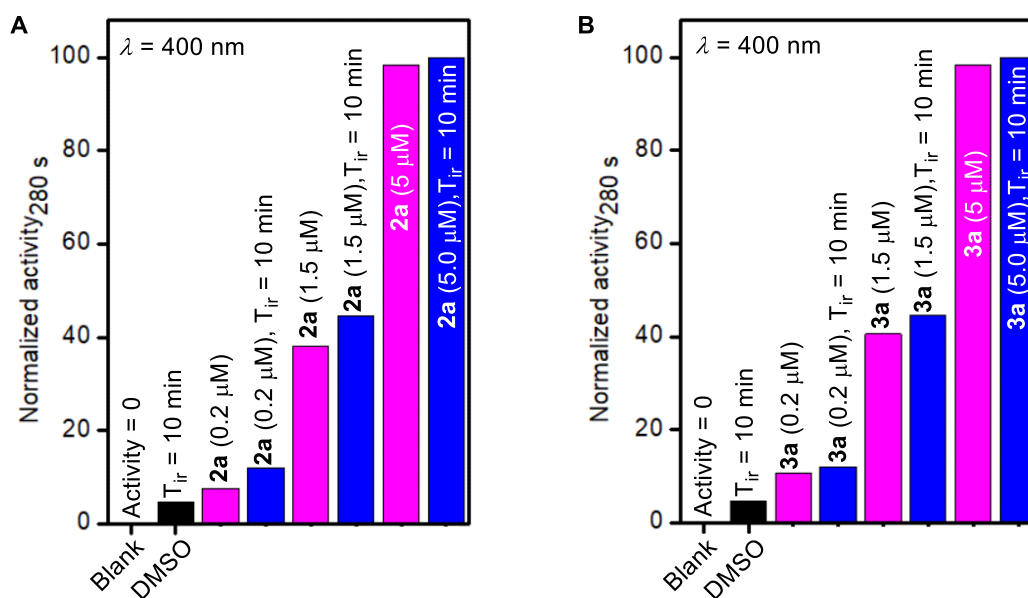 A
λ = 400 nm
Normalized activity280 s
100
80
60
40
20
0
Activity = 0
Tir = 10 min
2a (0.2 μM)
2a (0.2 μM), Tir = 10 min
2a (1.5 μM)
2a (1.5 μM),Tir = 10 min
2a (5 μM)
2a (5.0 μM),Tir = 10 min
Blank
DMSO
B
λ = 400 nm
Normalized activity280 s
100
80
60
40
20
0
Activity = 0
Tir = 10 min
3a (0.2 μM)
3a (0.2 μM), Tir = 10 min
3a (1.5 μM)
3a (1.5 μM),Tir = 10 min
3a (5 μM)
3a (5.0 μM),Tir = 10 min
Blank
DMSO